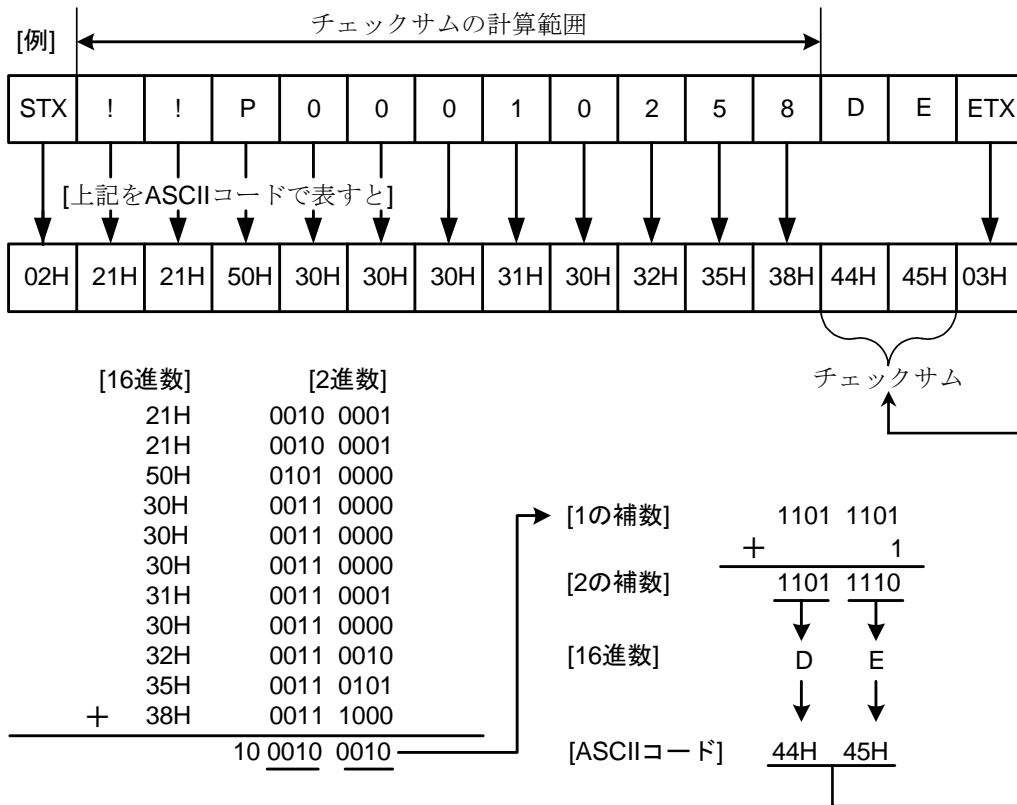 チェックサムの計算範囲
[例]
STX ! ! P 0 0 0 1 0 2 5 8 D E ETX
[上記をASCIIコードで表すと]
02H 21H 21H 50H 30H 30H 30H 31H 30H 32H 35H 38H 44H 45H 03H
チェックサム
[16進数] [2進数]
21H 0010 0001
21H 0010 0001
50H 0101 0000
30H 0011 0000
30H 0011 0000
30H 0011 0000
31H 0011 0001
30H 0011 0000
32H 0011 0010
35H 0011 0101
+ 38H 0011 1000
10 0010 0010
[1の補数] 1101 1101
+ 1
[2の補数] 1101 1110
[16進数] D E
[ASCIIコード] 44H 45H